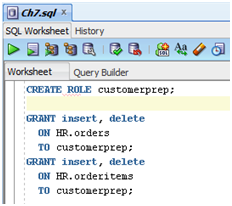 Ch7.sql
SQL Worksheet History
Worksheet Query Builder
CREATE ROLE customerprep;
GRANT insert, delete
ON HR.orders
TO customerprep;
GRANT insert, delete
ON HR.orderitems
TO customerprep;